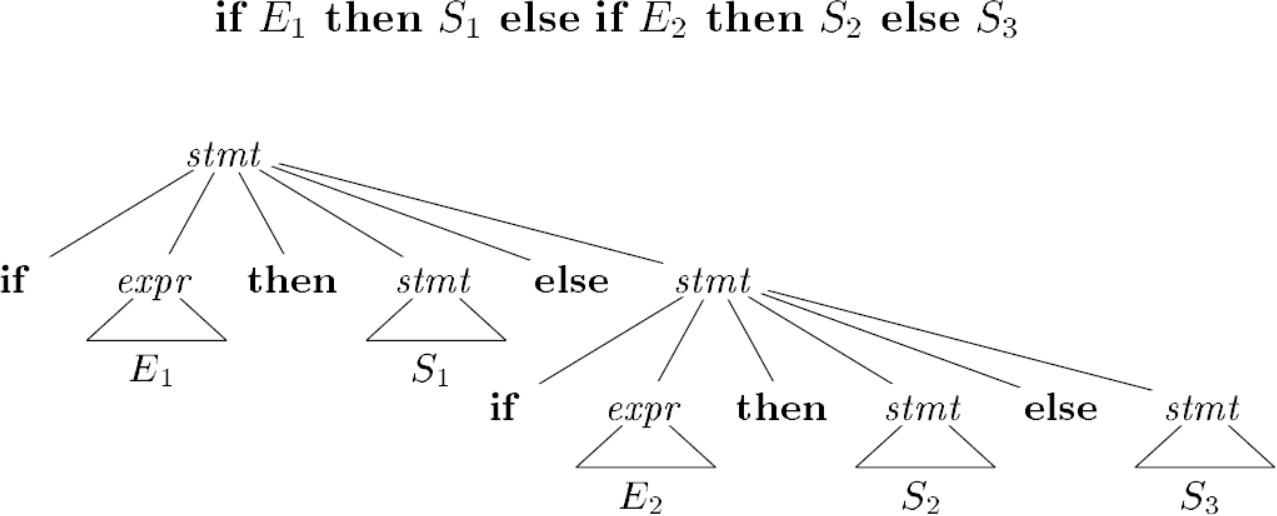 if E₁ then S₁ else if E₂ then S₂ else S₃
stmt
if expr then stmt else stmt
E₁ S₁
if expr then stmt else stmt
E₂ S₂ S₃